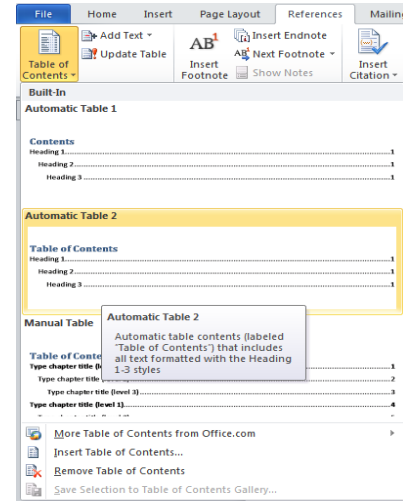 File Home Insert Page Layout References Mailin
Table of Contents
Add Text
Update Table
AB1
Insert Footnote
Insert Endnote
AB1 Next Footnote
Show Notes
Insert Citation
Built-In
Automatic Table 1
Contents
Heading 1...1
Heading 2...1
Heading 3...1
Automatic Table 2
Table of Contents
Heading 1...1
Heading 2...1
Heading 3...1
Automatic Table 2
Automatic table contents (labeled
"Table of Contents") that includes
all text formatted with the Heading
1-3 styles
Manual Table
Table of Conte
Type chapter title (level 1)...1
Type chapter title...2
Type chapter title (level 3)...3
Type chapter title (level 1)...4
More Table of Contents from Office.com
Insert Table of Contents...
Remove Table of Contents
Save Selection to Table of Contents Gallery...